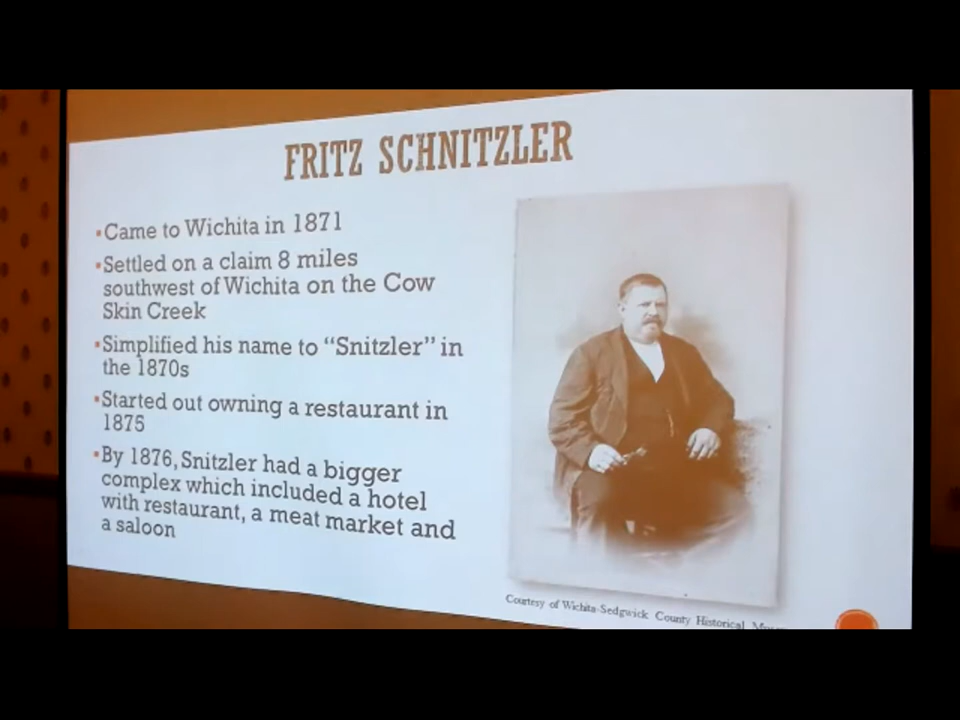 FRITZ SCHNITZLER
▪Came to Wichita in 1871
▪Settled on a claim 8 miles
southwest of Wichita on the Cow
Skin Creek
▪Simplified his name to “Snitzler” in
the 1870s
▪Started out owning a restaurant in
1875
▪By 1876, Snitzler had a bigger
complex which included a hotel
with restaurant, a meat market and
a saloon
Courtesy of Wichita-Sedgwick County Historical